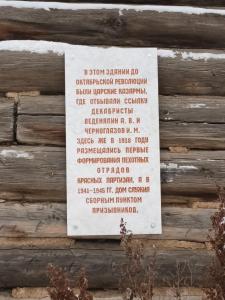 В ЭТОМ ЗДАНИИ ДО
ОКТЯБРЬСКОЙ РЕВОЛЮЦИИ
БЫЛИ ЦАРСКИЕ КАЗАРМЫ,
ГДЕ ОТБЫВАЛИ ССЫЛКУ
ДЕКАБРИСТЫ
ВЕДЕНЯПИН А. В И
ЧЕРНОГЛАЗОВ И. М.
ЗДЕСЬ ЖЕ В 1918 ГОДУ
РАЗМЕЩАЛИСЬ ПЕРВЫЕ
ФОРМИРОВАНИЯ ПЕХОТНЫХ
ОТРЯДОВ
КРАСНЫХ ПАРТИЗАН, А В
1941-1945 ГГ. ДОМ СЛУЖИЛ
СБОРНЫМ ПУНКТОМ
ПРИЗЫВНИКОВ.